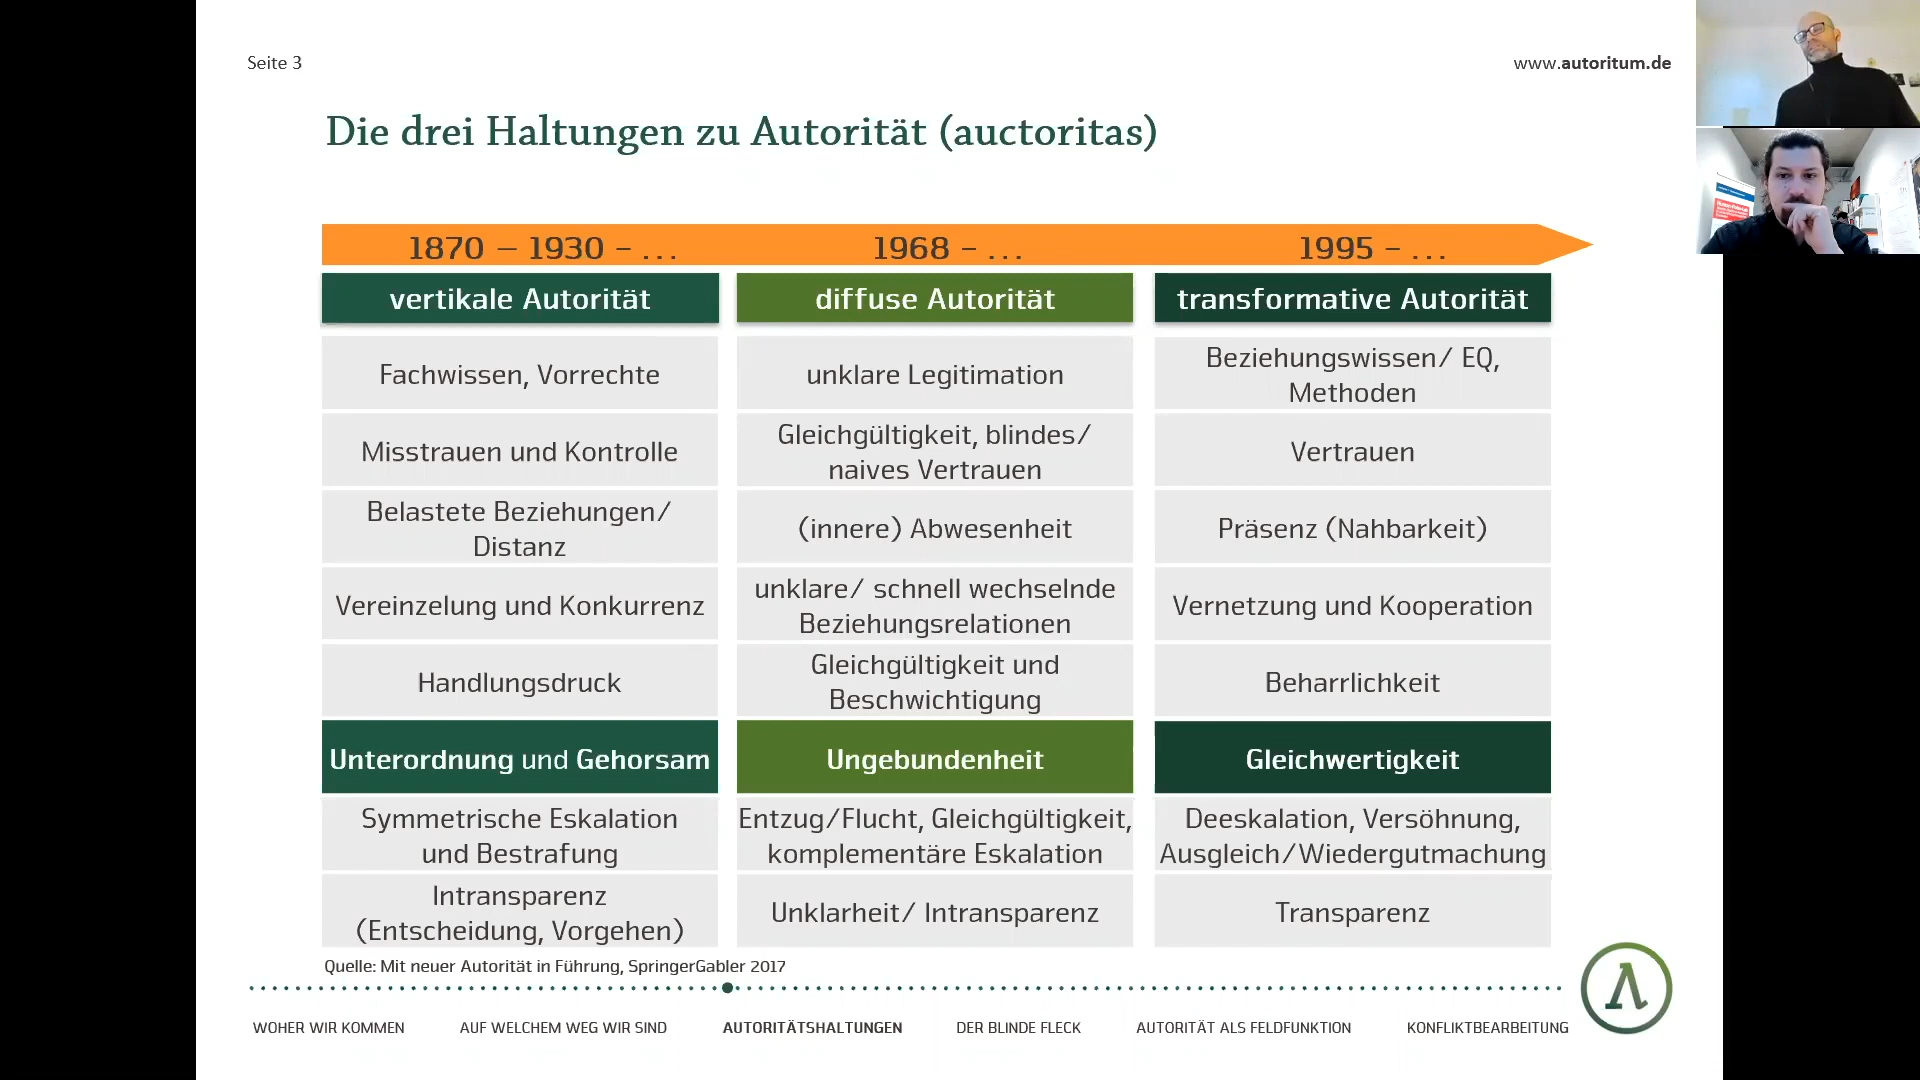 Seite 3
www.autoritum.de
Die drei Haltungen zu Autorität (auctoritas)
1870 – 1930 – ...
1968 – ...
1995 – ...
vertikale Autorität
diffuse Autorität
transformative Autorität
Fachwissen, Vorrechte
unklare Legitimation
Beziehungswissen/ EQ,
Methoden
Misstrauen und Kontrolle
Gleichgültigkeit, blindes/
naives Vertrauen
Vertrauen
Belastete Beziehungen/
Distanz
(innere) Abwesenheit
Präsenz (Nahbarkeit)
Vereinzelung und Konkurrenz
unklare/ schnell wechselnde
Beziehungsrelationen
Vernetzung und Kooperation
Handlungsdruck
Gleichgültigkeit und
Beschwichtigung
Beharrlichkeit
Unterordnung und Gehorsam
Ungebundenheit
Gleichwertigkeit
Symmetrische Eskalation
und Bestrafung
Entzug/Flucht, Gleichgültigkeit,
komplementäre Eskalation
Deeskalation, Versöhnung,
Ausgleich/Wiedergutmachung
Intransparenz
(Entscheidung, Vorgehen)
Unklarheit/ Intransparenz
Transparenz
Quelle: Mit neuer Autorität in Führung, SpringerGabler 2017
WOHER WIR KOMMEN
AUF WELCHEM WEG WIR SIND
AUTORITÄTSHALTUNGEN
DER BLINDE FLECK
AUTORITÄT ALS FELDFUNKTION
KONFLIKTBEARBEITUNG